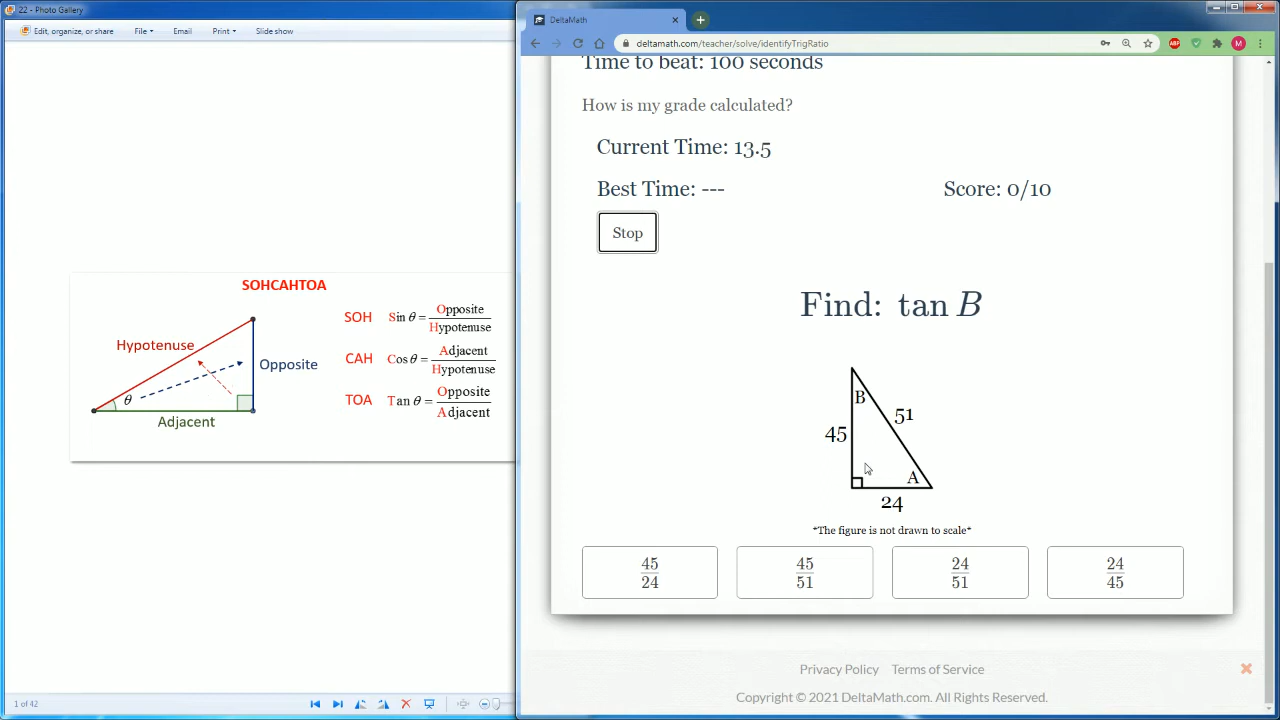 22 - Photo Gallery
Edit, organize, or share File Email Print Slide show
SOHCAHTOA
Hypotenuse
Opposite
θ
Adjacent
SOH Sin θ = Opposite / Hypotenuse
CAH Cos θ = Adjacent / Hypotenuse
TOA Tan θ = Opposite / Adjacent
1 of 42
DeltaMath
deltamath.com/teacher/solve/identifyTrigRatio
ABP
M
Time to beat: 100 seconds
How is my grade calculated?
Current Time: 13.5
Best Time: --- Score: 0/10
Stop
Find: tan B
B
45 51
A
24
*The figure is not drawn to scale*
45/24 45/51 24/51 24/45
Privacy Policy Terms of Service
Copyright © 2021 DeltaMath.com. All Rights Reserved.